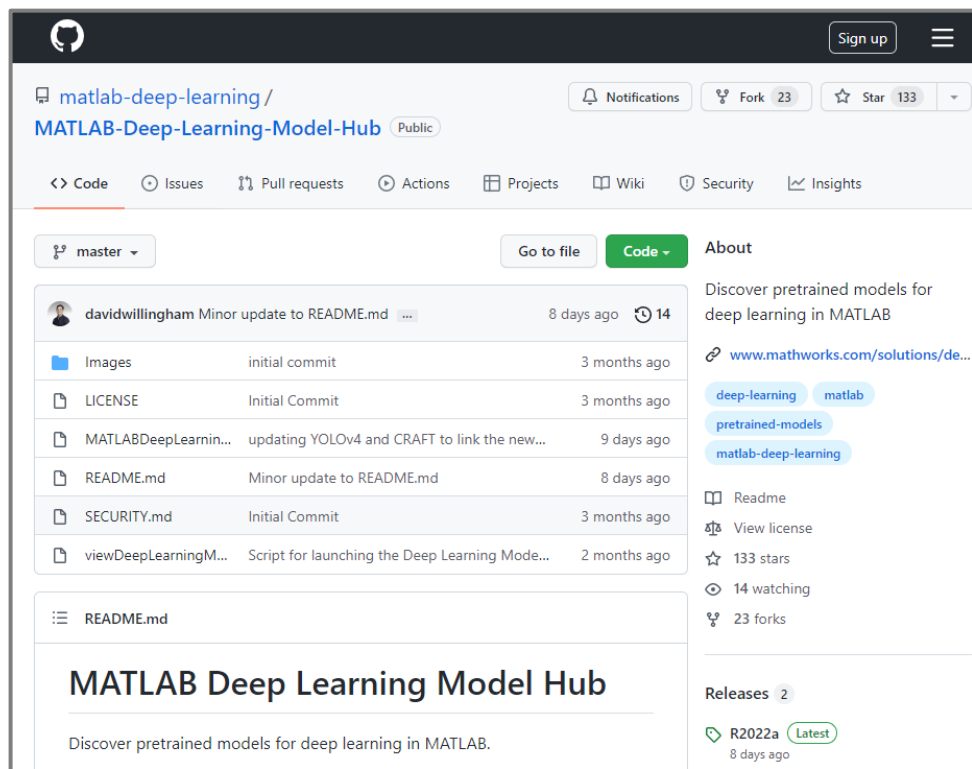 Sign up
matlab-deep-learning /
MATLAB-Deep-Learning-Model-Hub Public
Notifications Fork 23 Star 133
Code Issues Pull requests Actions Projects Wiki Security Insights
master Go to file Code
davidwillingham Minor update to README.md ... 8 days ago 14
Images initial commit 3 months ago
LICENSE Initial Commit 3 months ago
MATLABDeepLearnin... updating YOLOv4 and CRAFT to link the new... 9 days ago
README.md Minor update to README.md 8 days ago
SECURITY.md Initial Commit 3 months ago
viewDeepLearningM... Script for launching the Deep Learning Mode... 2 months ago
README.md
MATLAB Deep Learning Model Hub
Discover pretrained models for deep learning in MATLAB.
About
Discover pretrained models for
deep learning in MATLAB
www.mathworks.com/solutions/de...
deep-learning matlab
pretrained-models
matlab-deep-learning
Readme
View license
133 stars
14 watching
23 forks
Releases 2
R2022a Latest
8 days ago